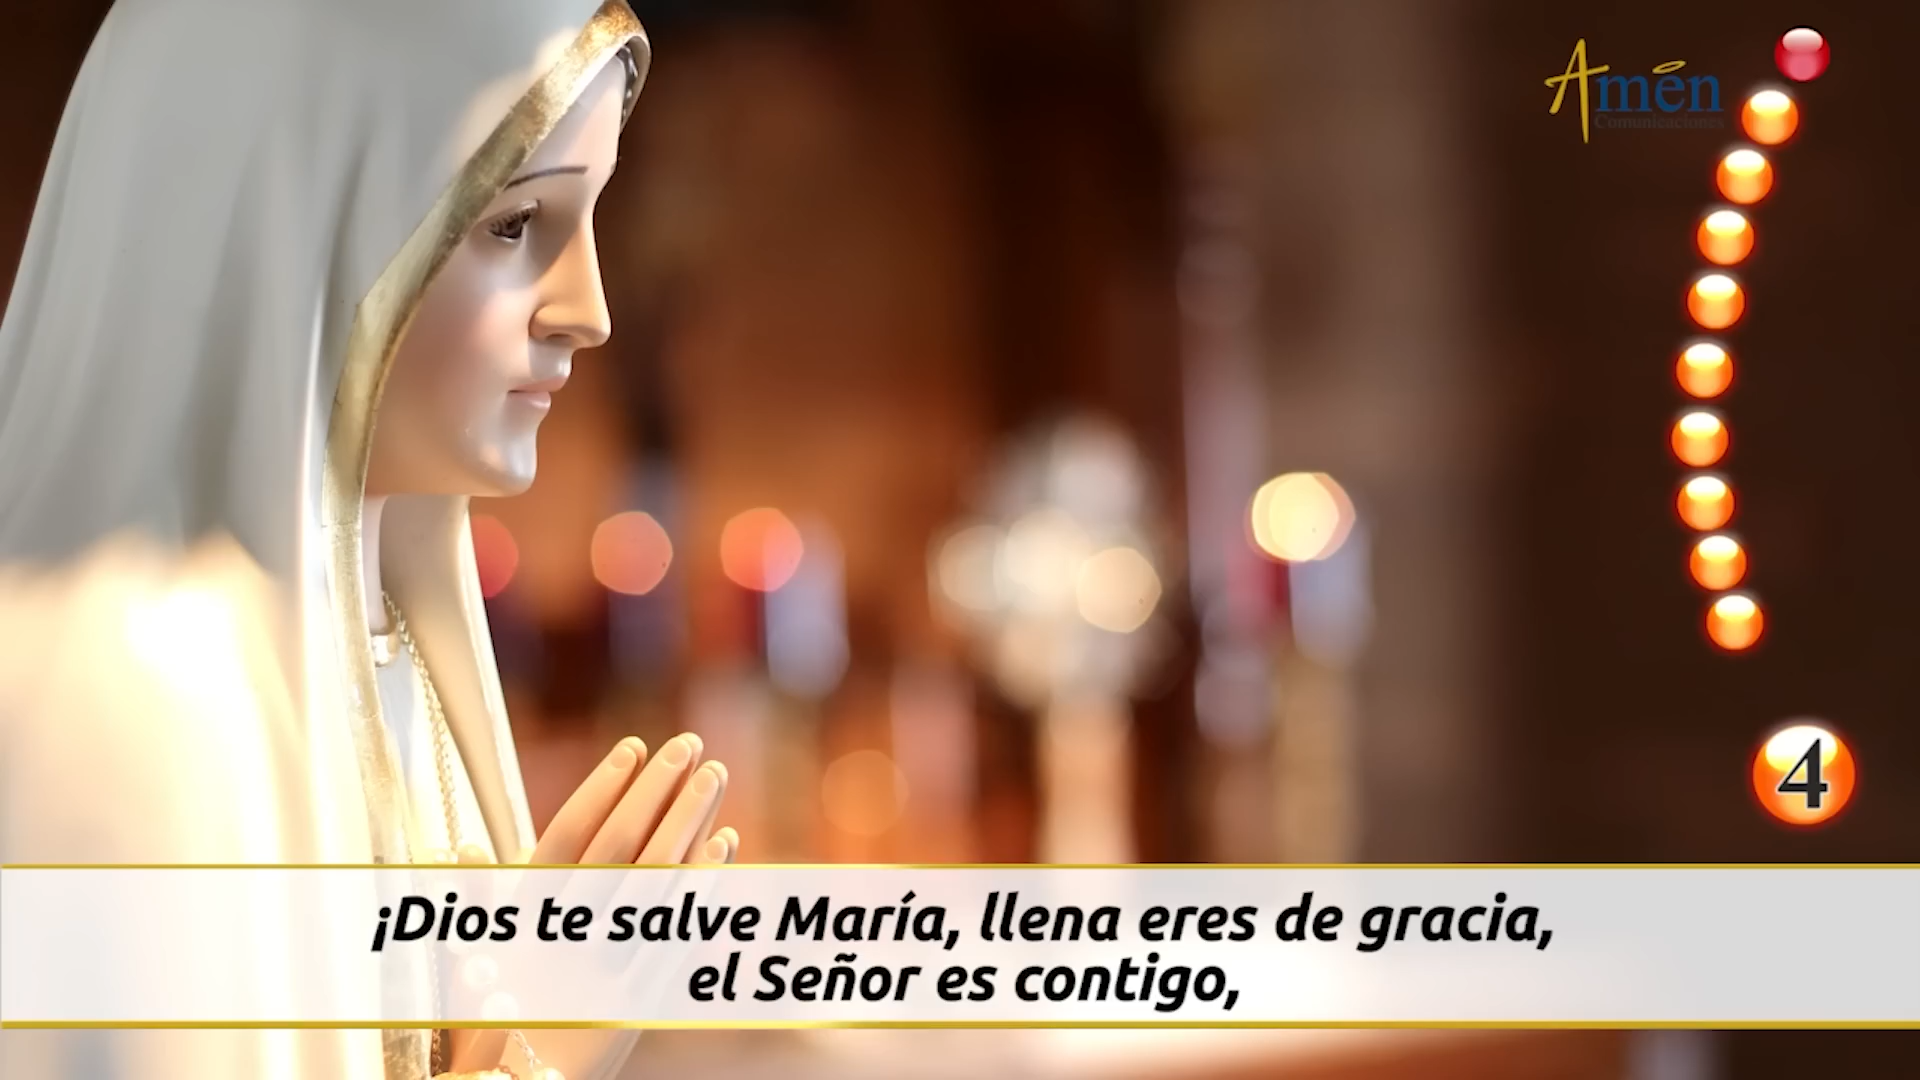 Amén
Comunicaciones
4
¡Dios te salve María, llena eres de gracia,
el Señor es contigo,